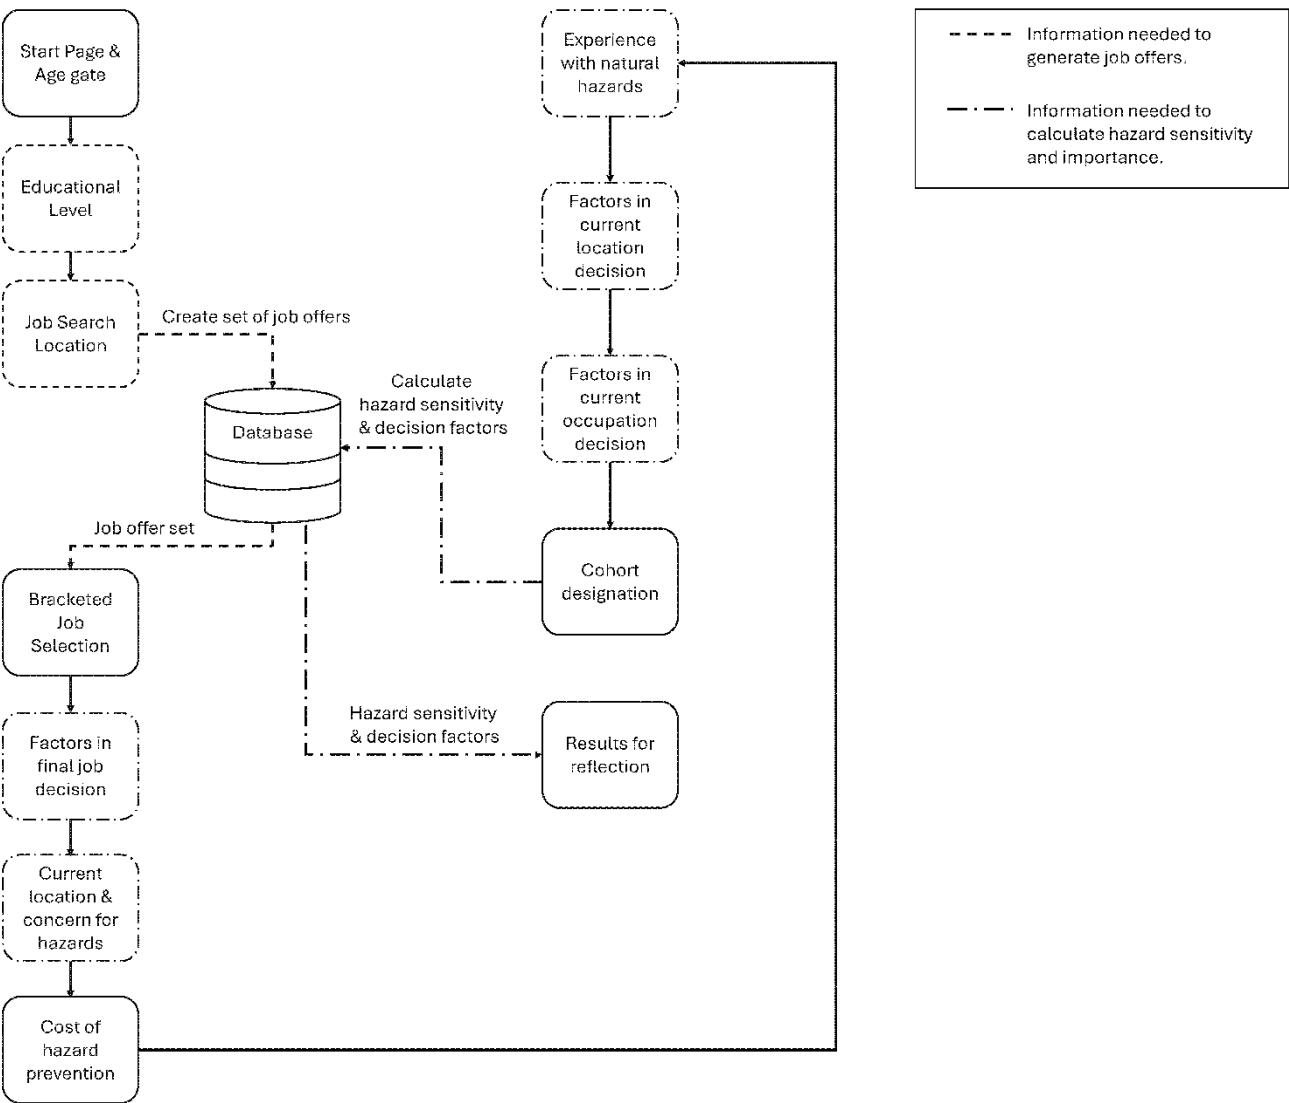 Start Page &
Age gate
Educational
Level
Job Search
Location
Create set of job offers
Database
Calculate
hazard sensitivity
& decision factors
Job offer set
Bracketed
Job
Selection
Factors in
final job
decision
Current
location &
concern for
hazards
Cost of
hazard
prevention
Experience
with natural
hazards
Factors in
current
location
decision
Factors in
current
occupation
decision
Cohort
designation
Hazard sensitivity
& decision factors
Results for
reflection
Information needed to
generate job offers.
Information needed to
calculate hazard sensitivity
and importance.